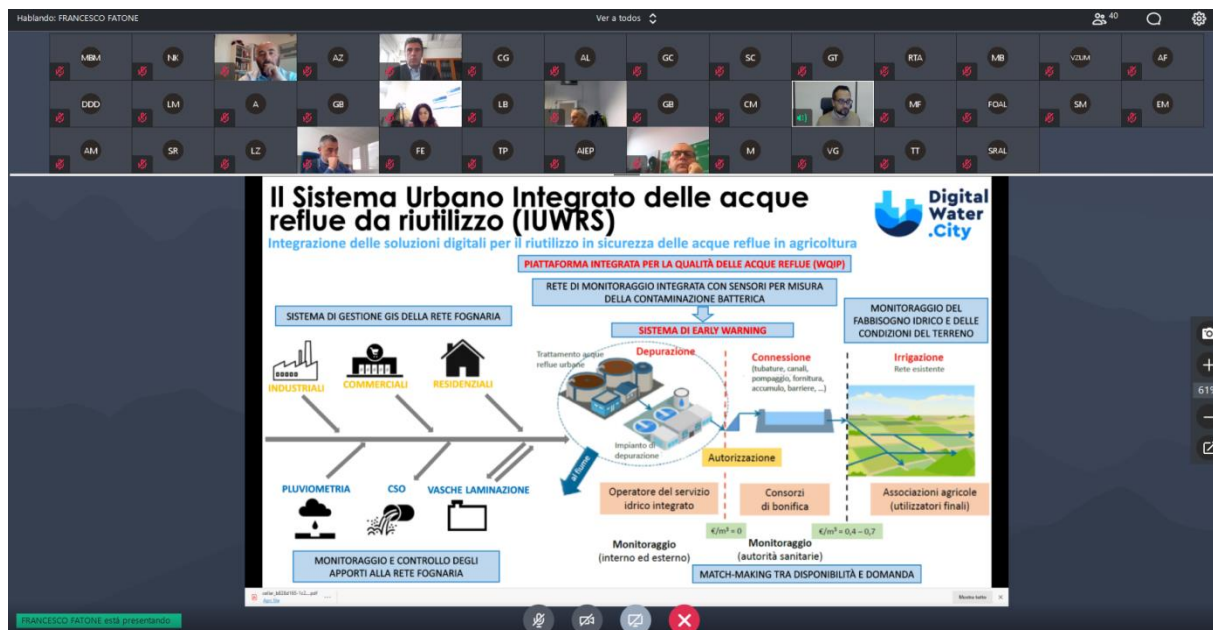 Hablando: FRANCESCO FATONE
Ver a todos
40
MBM
NK
AZ
CG
AL
GC
SC
GT
RTA
MB
VZUM
AF
DDD
LM
A
GB
LB
GB
CM
MF
FOAL
SM
EM
AM
SR
LZ
FE
TP
AIEP
M
VG
TT
SRAL
Il Sistema Urbano Integrato delle acque
reflue da riutilizzo (IUWRS)
Digital
Water
.City
Integrazione delle soluzioni digitali per il riutilizzo in sicurezza delle acque reflue in agricoltura
PIATTAFORMA INTEGRATA PER LA QUALITÀ DELLE ACQUE REFLUE (WQIP)
RETE DI MONITORAGGIO INTEGRATA CON SENSORI PER MISURA
DELLA CONTAMINAZIONE BATTERICA
SISTEMA DI GESTIONE GIS DELLA RETE FOGNARIA
SISTEMA DI EARLY WARNING
MONITORAGGIO DEL
FABBISOGNO IDRICO E DELLE
CONDIZIONI DEL TERRENO
INDUSTRIALI
COMMERCIALI
RESIDENZIALI
Trattamento acque
reflue urbane
Depurazione
Impianto di
depurazione
Connessione
(tubature, canali,
pompaggio, fornitura,
accumulo, barriere, ...)
Irrigazione
Rete esistente
al fiume
Autorizzazione
PLUVIOMETRIA
CSO
VASCHE LAMINAZIONE
Operatore del servizio
idrico integrato
Consorzi
di bonifica
Associazioni agricole
(utilizzatori finali)
€/m³ = 0
€/m³ = 0,4 – 0,7
Monitoraggio
(interno ed esterno)
Monitoraggio
(autorità sanitarie)
MONITORAGGIO E CONTROLLO DEGLI
APPORTI ALLA RETE FOGNARIA
MATCH-MAKING TRA DISPONIBILITÀ E DOMANDA
Apri file
Mostra tutto
61%
FRANCESCO FATONE está presentando